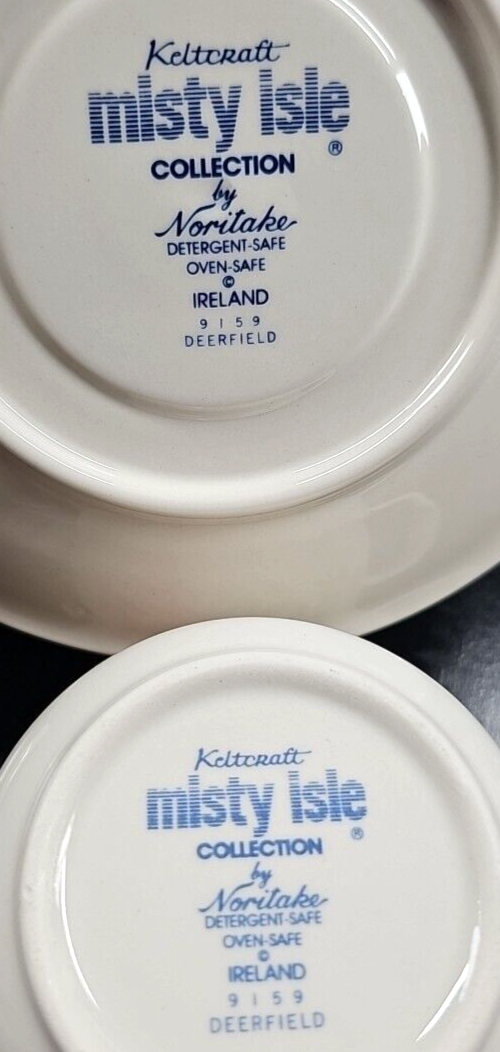 Keltcraft
misty isle
®
COLLECTION
by
Noritake
DETERGENT-SAFE
OVEN-SAFE
©
IRELAND
9159
DEERFIELD
Keltcraft
misty isle
®
COLLECTION
by
Noritake
DETERGENT-SAFE
OVEN-SAFE
©
IRELAND
9159
DEERFIELD